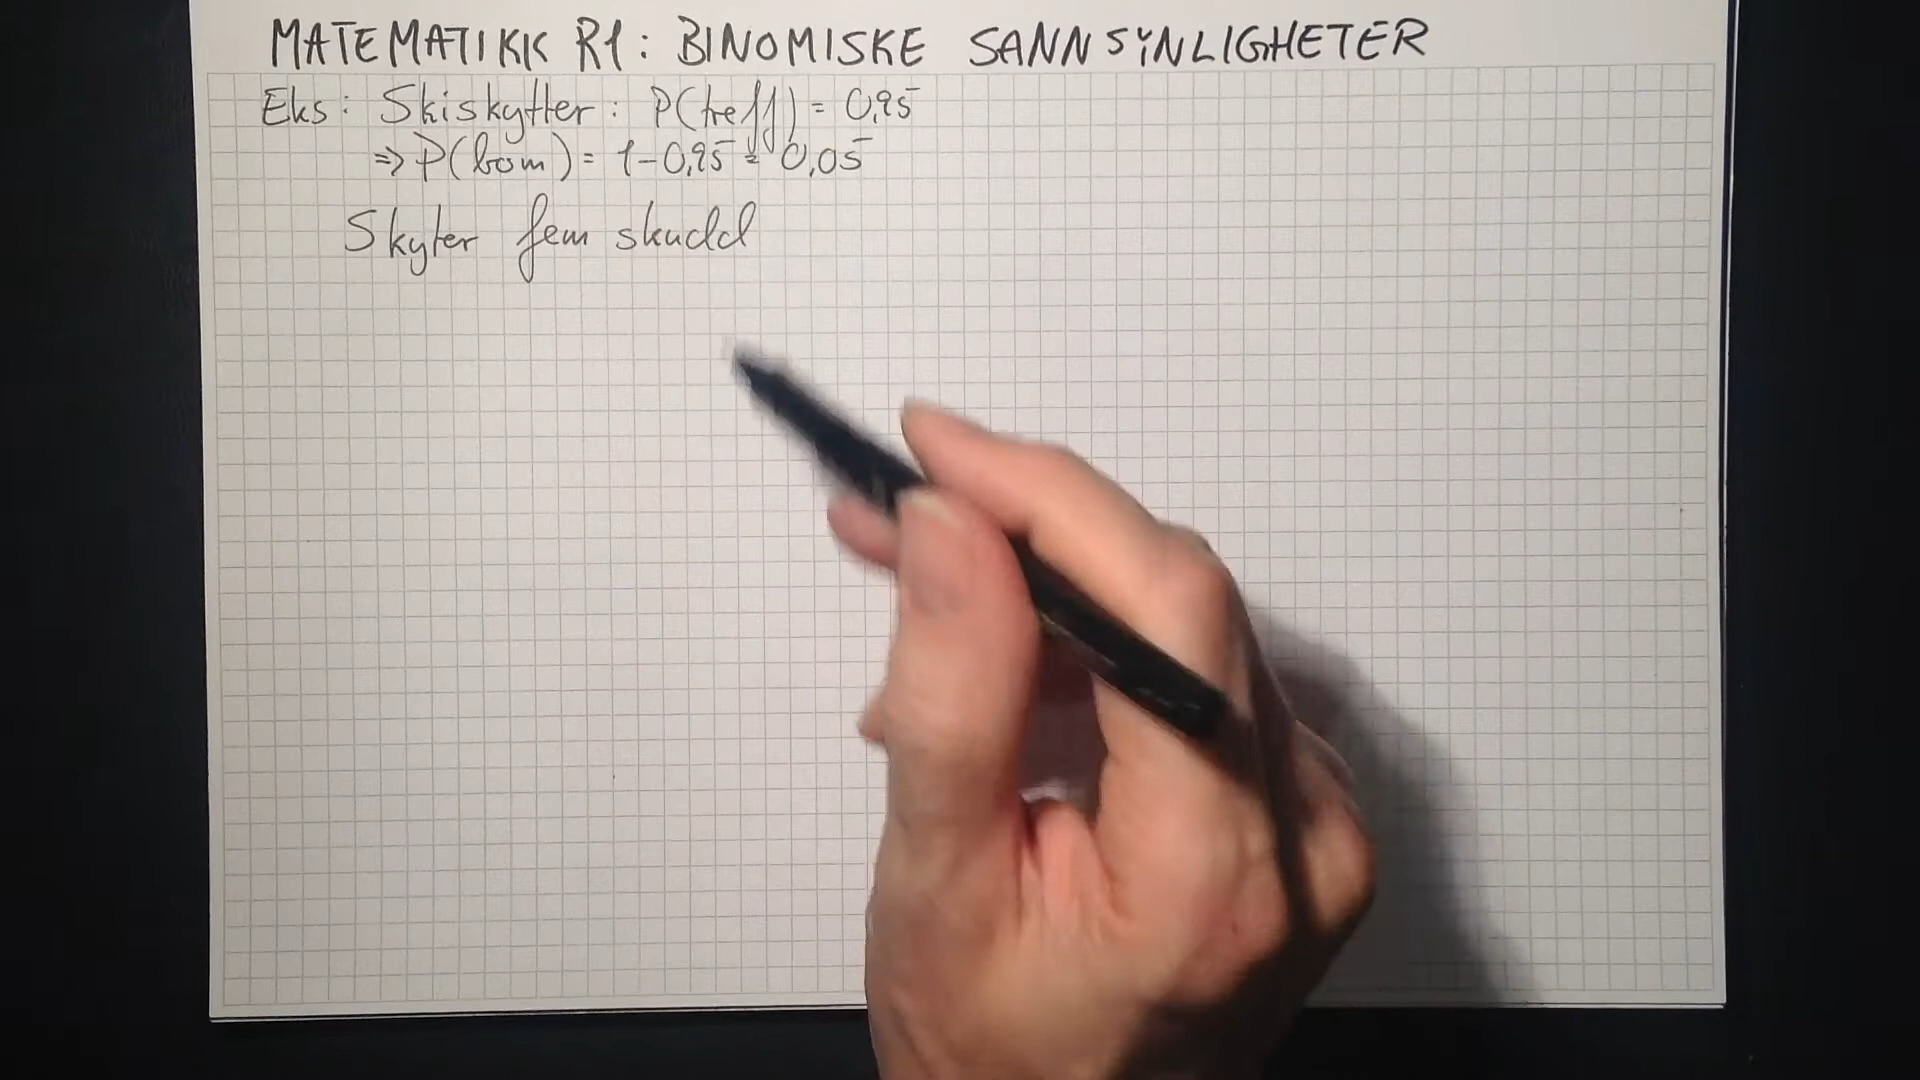 MATEMATIKK R1: BINOMISKE SANNSYNLIGHETER
Eks: Skiskytter: P(treff) = 0,95
⇒ P(bom) = 1-0,95 = 0,05
Skyter fem skudd